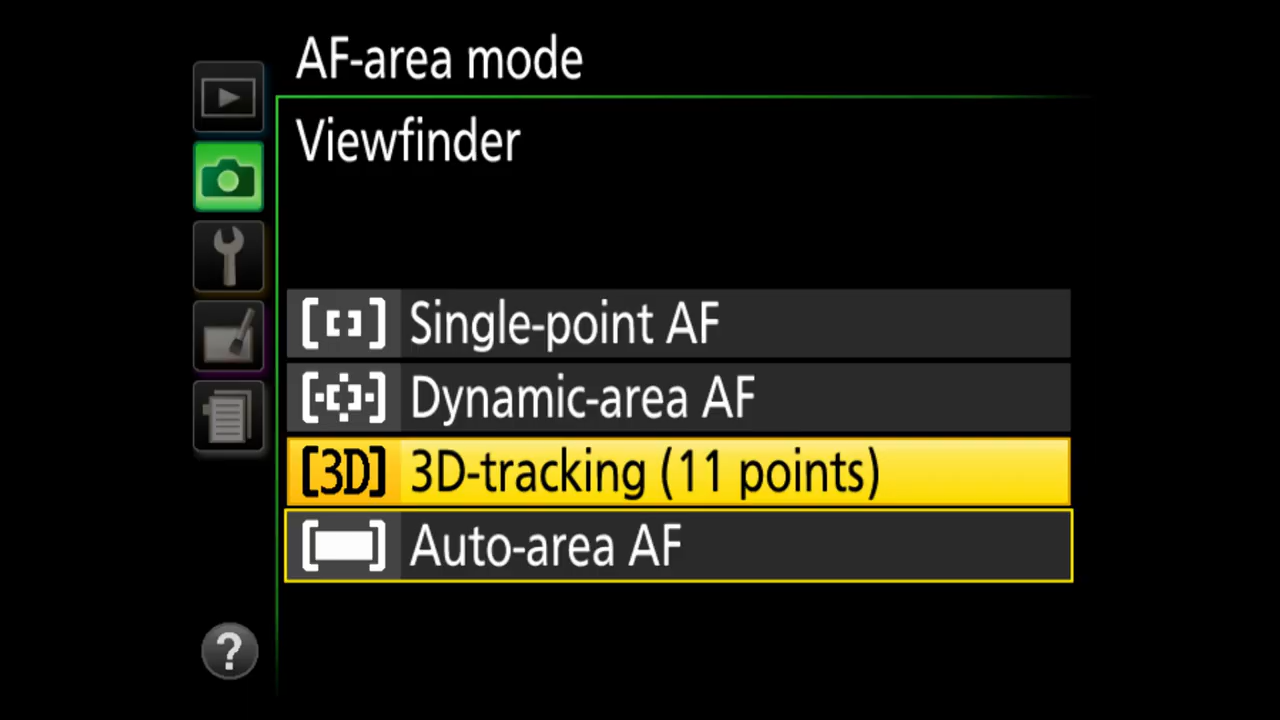 AF-area mode
Viewfinder
[ ] Single-point AF
[ ] Dynamic-area AF
[3D] 3D-tracking (11 points)
[ ] Auto-area AF
?